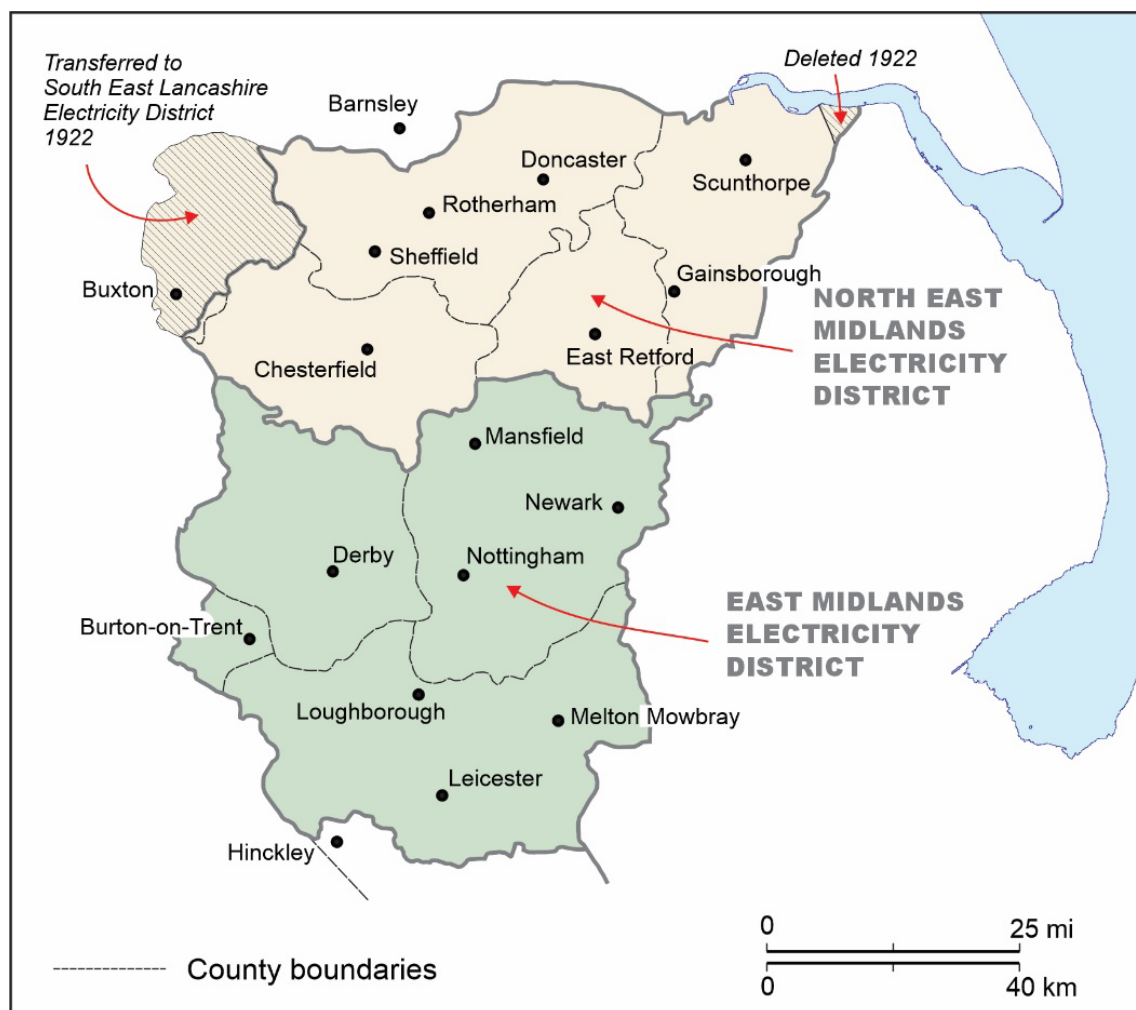 Transferred to
South East Lancashire
Electricity District
1922
Deleted 1922
Barnsley
Doncaster
Scunthorpe
Rotherham
Sheffield
Gainsborough
Buxton
NORTH EAST
MIDLANDS
ELECTRICITY
DISTRICT
East Retford
Chesterfield
Mansfield
Newark
Derby
Nottingham
EAST MIDLANDS
ELECTRICITY
DISTRICT
Burton-on-Trent
Loughborough
Melton Mowbray
Leicester
Hinckley
0 25 mi
County boundaries
0 40 km